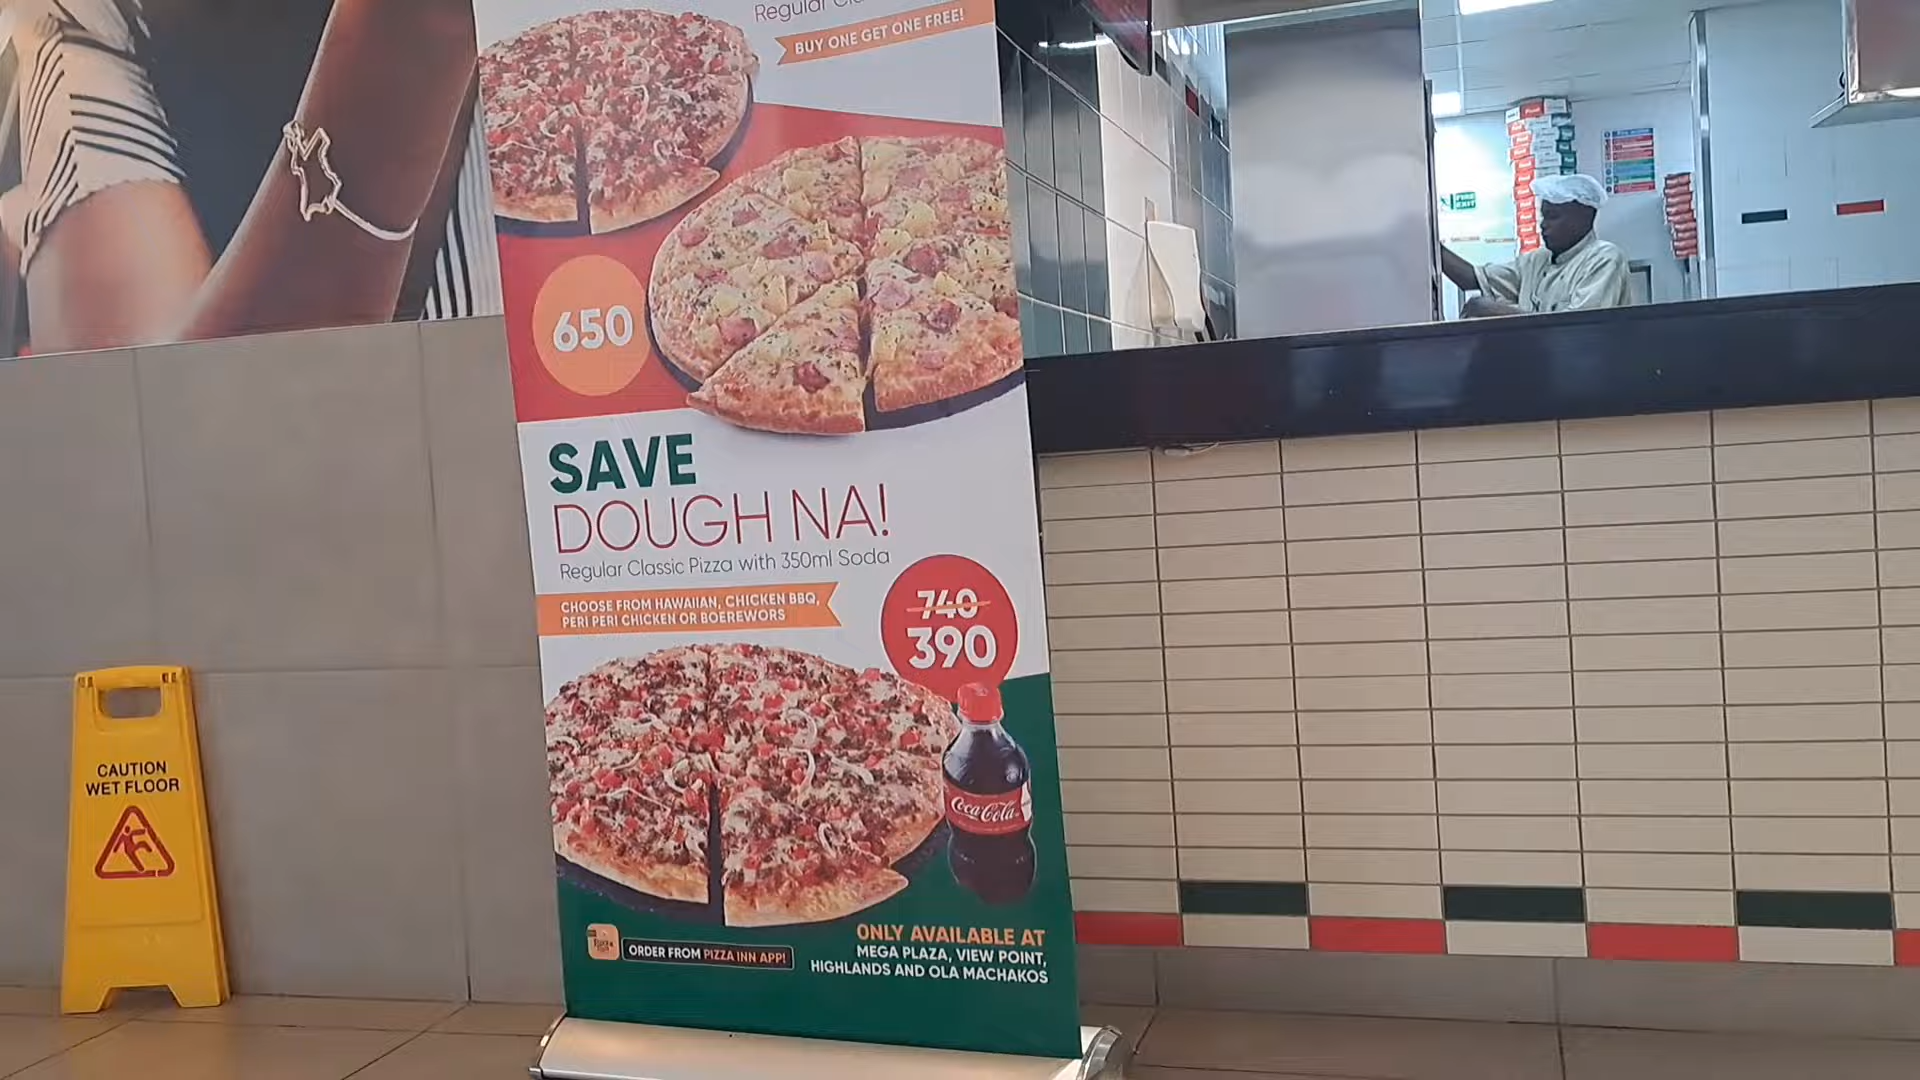 Regular
BUY ONE GET ONE FREE!
650
SAVE
DOUGH NA!
Regular Classic Pizza with 350ml Soda
CHOOSE FROM HAWAIIAN, CHICKEN BBQ,
PERI PERI CHICKEN OR BOEREWORS
740
390
Coca-Cola
ONLY AVAILABLE AT
MEGA PLAZA, VIEW POINT,
HIGHLANDS AND OLA MACHAKOS
ORDER FROM PIZZA INN APP!
CAUTION
WET FLOOR
FIRE
EXIT